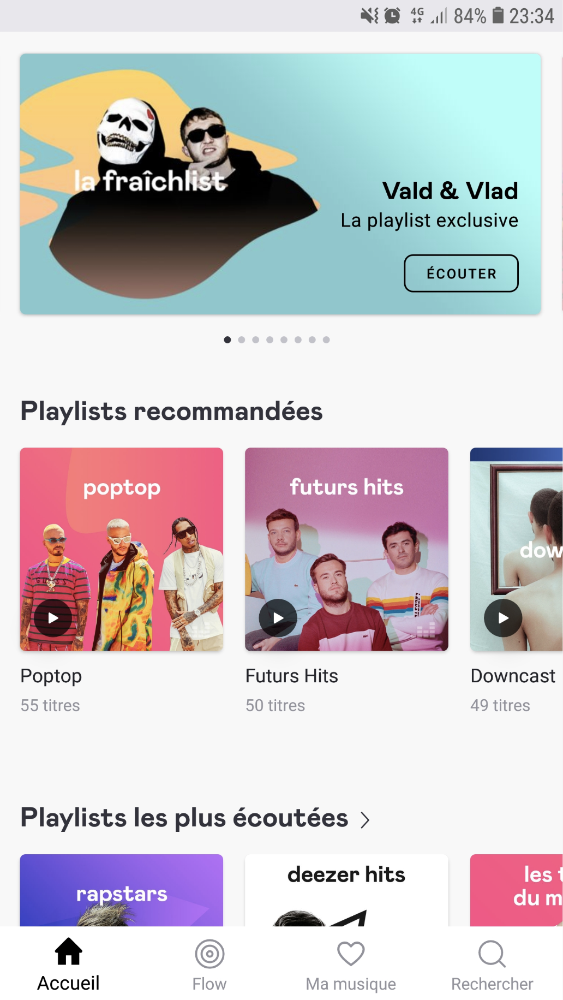 4G 84% 23:34
la fraîchlist
Vald & Vlad
La playlist exclusive
ÉCOUTER
Playlists recommandées
poptop
futurs hits
dow
GUESS
Poptop
Futurs Hits
Downcast
55 titres
50 titres
49 titres
Playlists les plus écoutées
rapstars
deezer hits
les t
du m
Accueil
Flow
Ma musique
Rechercher